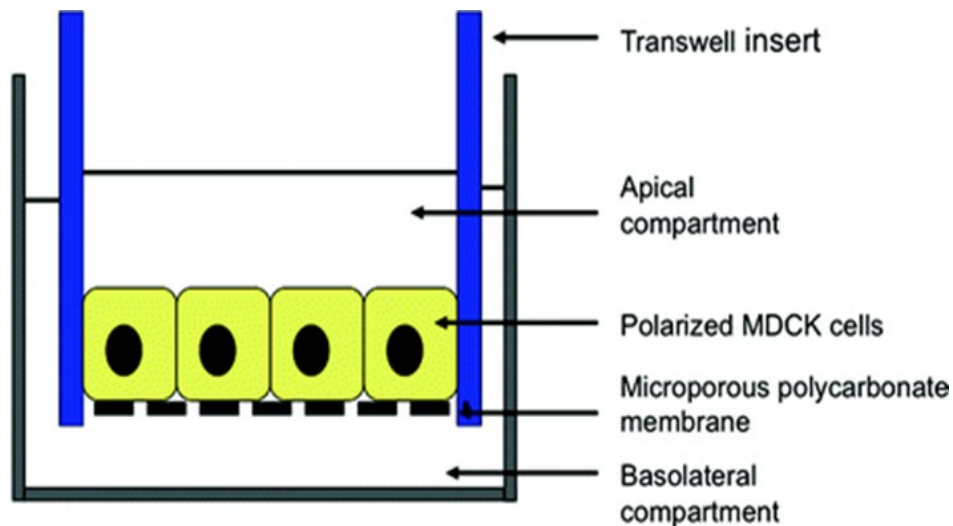 Transwell insert
Apical
compartment
Polarized MDCK cells
Microporous polycarbonate
membrane
Basolateral
compartment